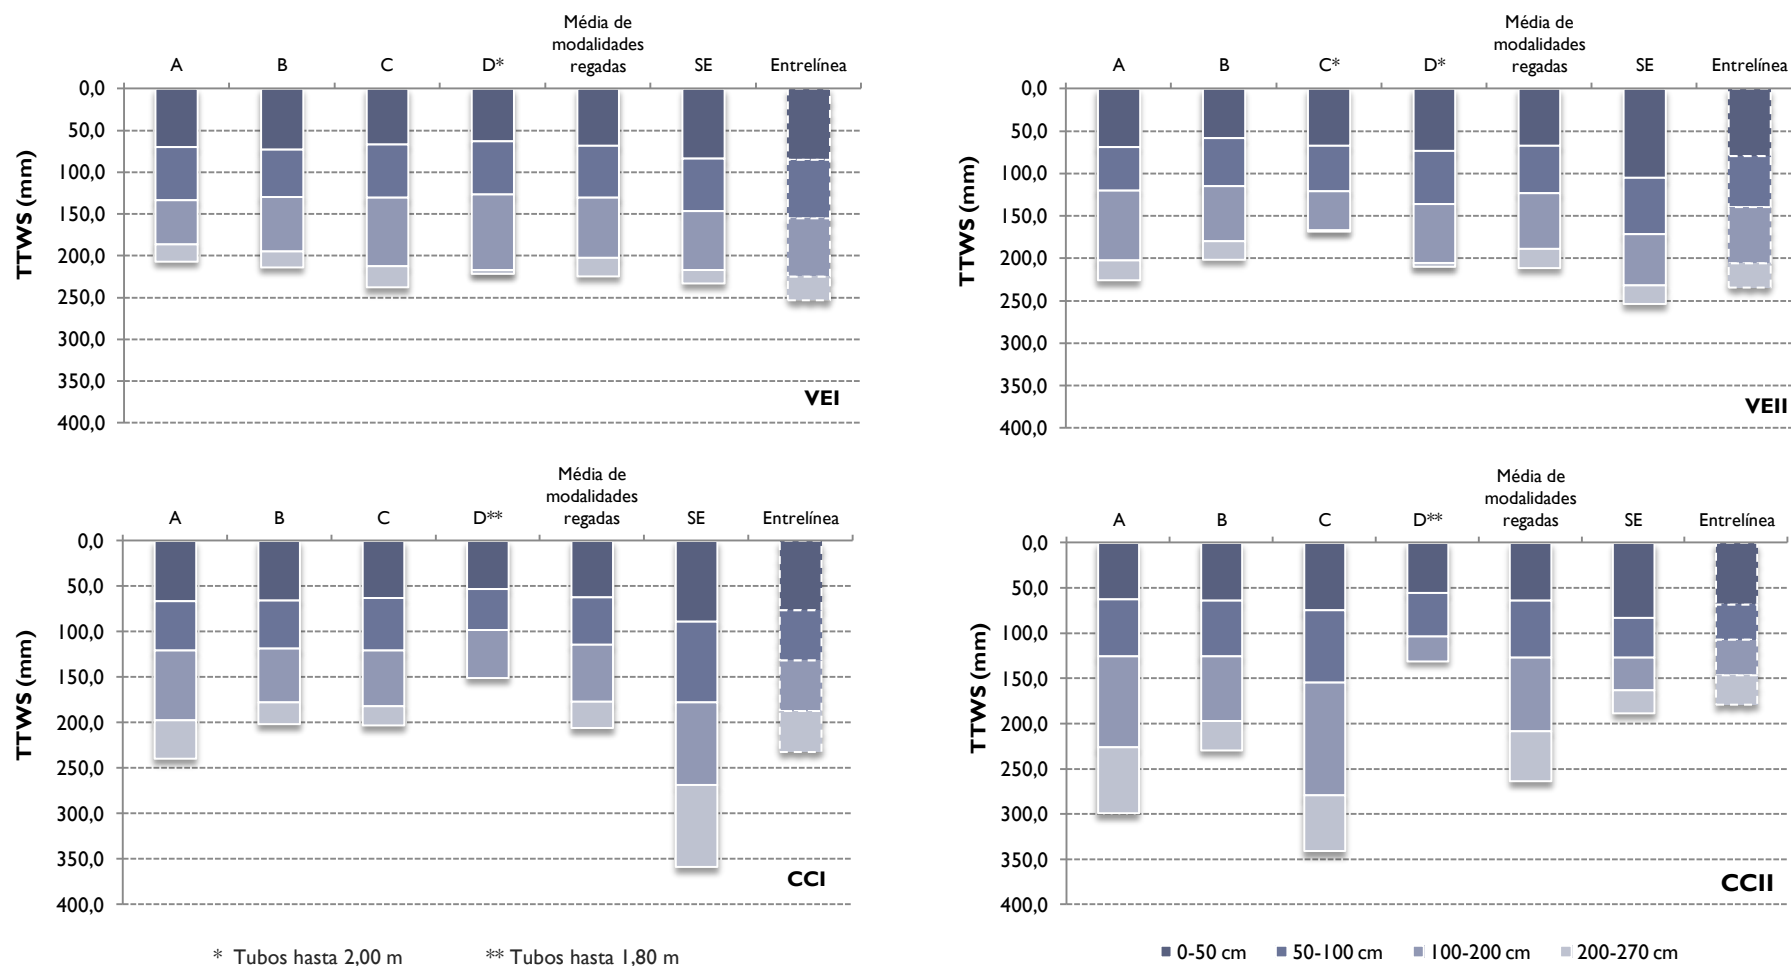 Média de
modalidades
regadas
A B C D* SE Entrelínea
0,0
50,0
100,0
150,0
200,0
250,0
300,0
350,0
400,0
TTWS (mm)
VEI
Média de
modalidades
regadas
A B C* D* SE Entrelínea
0,0
50,0
100,0
150,0
200,0
250,0
300,0
350,0
400,0
TTWS (mm)
VEII
Média de
modalidades
regadas
A B C D** SE Entrelínea
0,0
50,0
100,0
150,0
200,0
250,0
300,0
350,0
400,0
TTWS (mm)
CCI
Média de
modalidades
regadas
A B C D** SE Entrelínea
0,0
50,0
100,0
150,0
200,0
250,0
300,0
350,0
400,0
TTWS (mm)
CCII
* Tubos hasta 2,00 m ** Tubos hasta 1,80 m
0-50 cm 50-100 cm 100-200 cm 200-270 cm